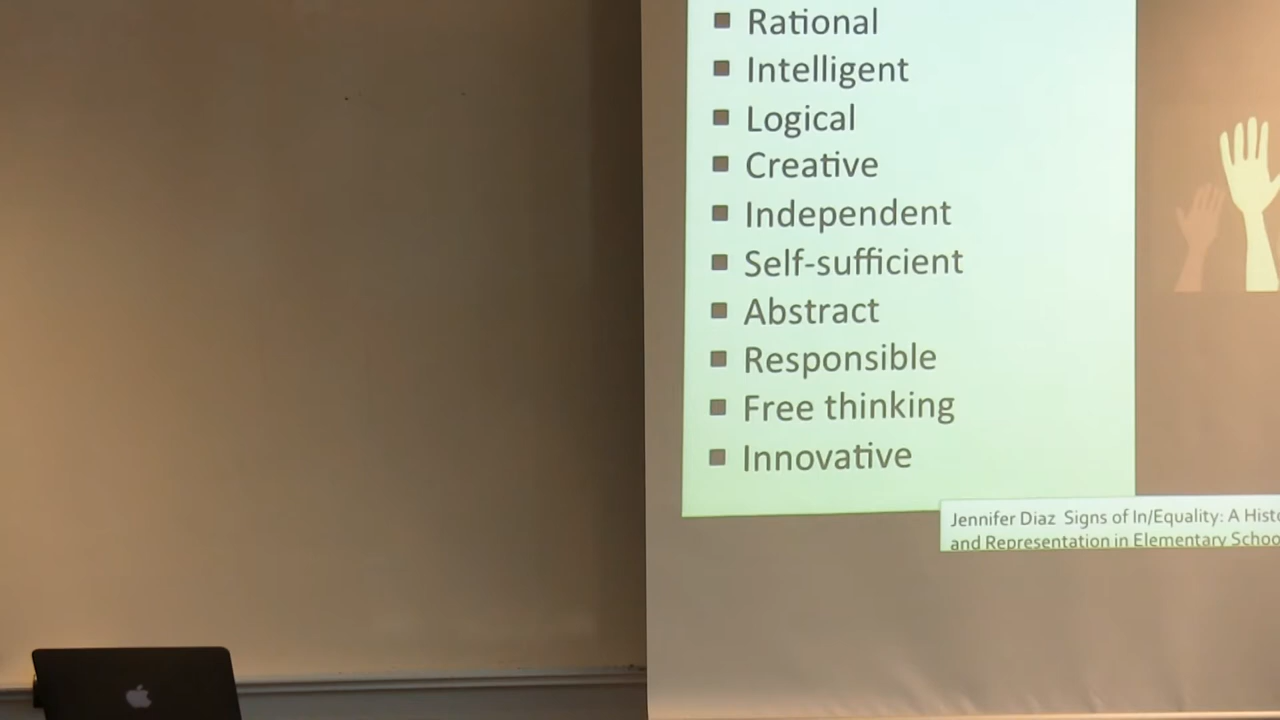 Rational
Intelligent
Logical
Creative
Independent
Self-sufficient
Abstract
Responsible
Free thinking
Innovative
Jennifer Diaz Signs of In/Equality: A
and Representation in Elementary